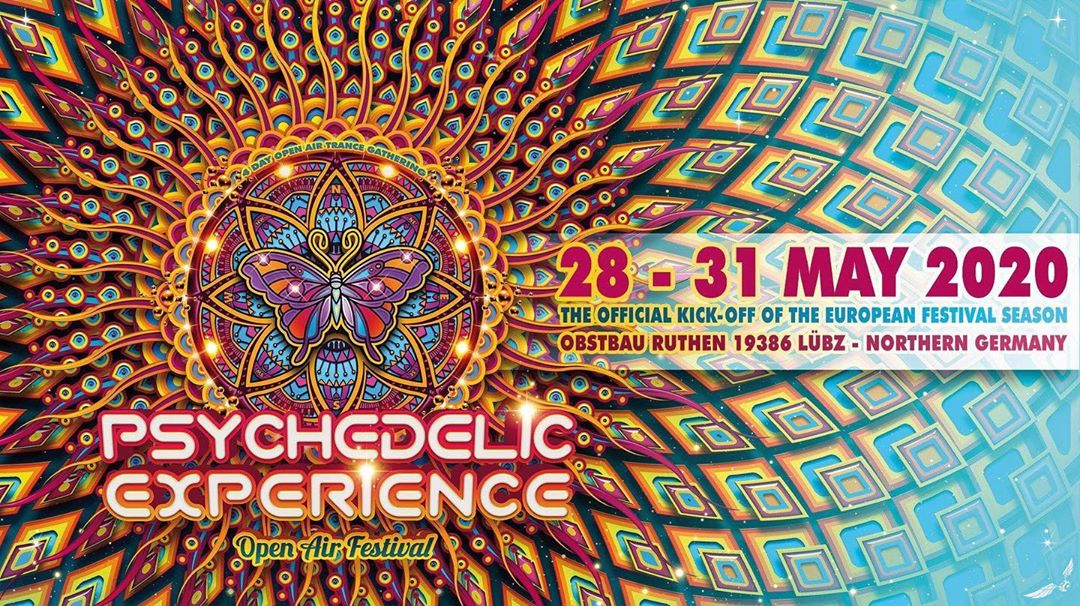 4 DAY OPEN AIR TRANCE GATHERING
28 - 31 MAY 2020
THE OFFICIAL KICK-OFF OF THE EUROPEAN FESTIVAL SEASON
OBSTBAU RUTHEN 19386 LÜBZ - NORTHERN GERMANY
PSYCHEDELIC
EXPERIENCE
Open Air Festival